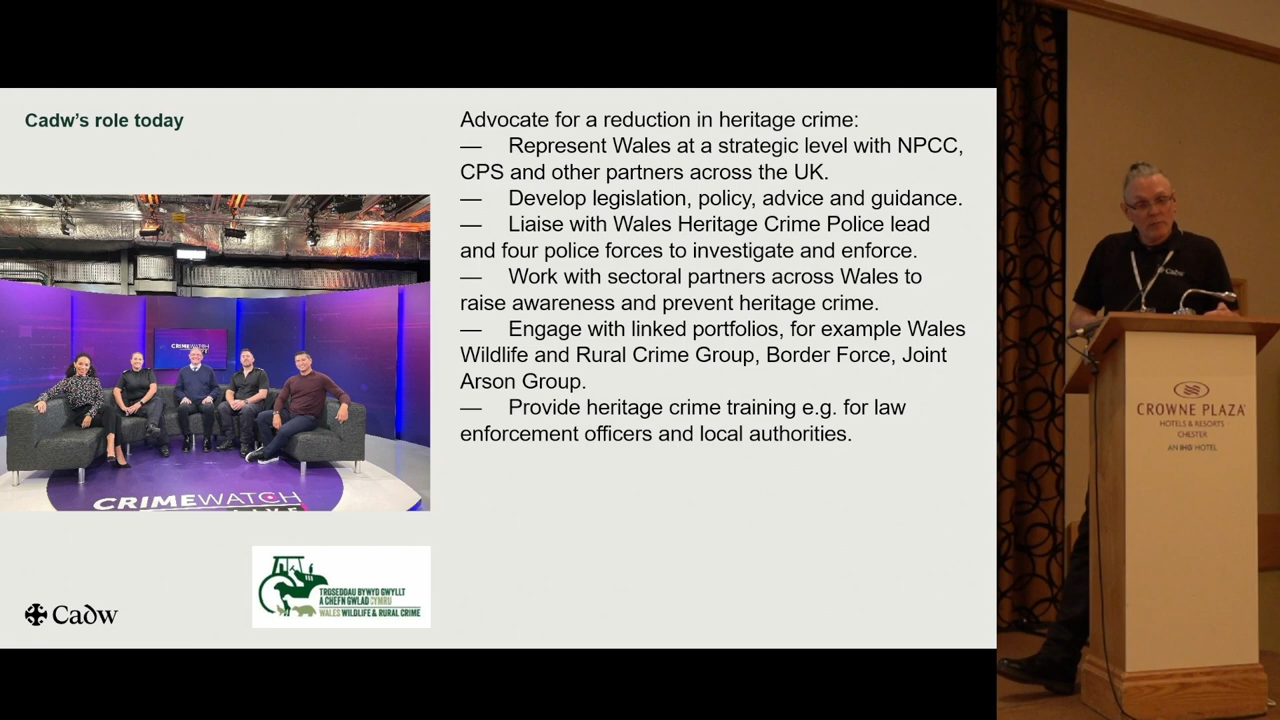 Cadw’s role today
Advocate for a reduction in heritage crime:
— Represent Wales at a strategic level with NPCC,
CPS and other partners across the UK.
— Develop legislation, policy, advice and guidance.
— Liaise with Wales Heritage Crime Police lead
and four police forces to investigate and enforce.
— Work with sectoral partners across Wales to
raise awareness and prevent heritage crime.
— Engage with linked portfolios, for example Wales
Wildlife and Rural Crime Group, Border Force, Joint
Arson Group.
— Provide heritage crime training e.g. for law
enforcement officers and local authorities.
CRIMEWATCH
CRIMEWATCH
LIVE
TROSEDDAU BYWYD GWYLLT
A CHEFN GWLAD CYMRU
WALES WILDLIFE & RURAL CRIME
Cadw
Cadw
CROWNE PLAZA
HOTELS & RESORTS
CHESTER
AN IHG HOTEL